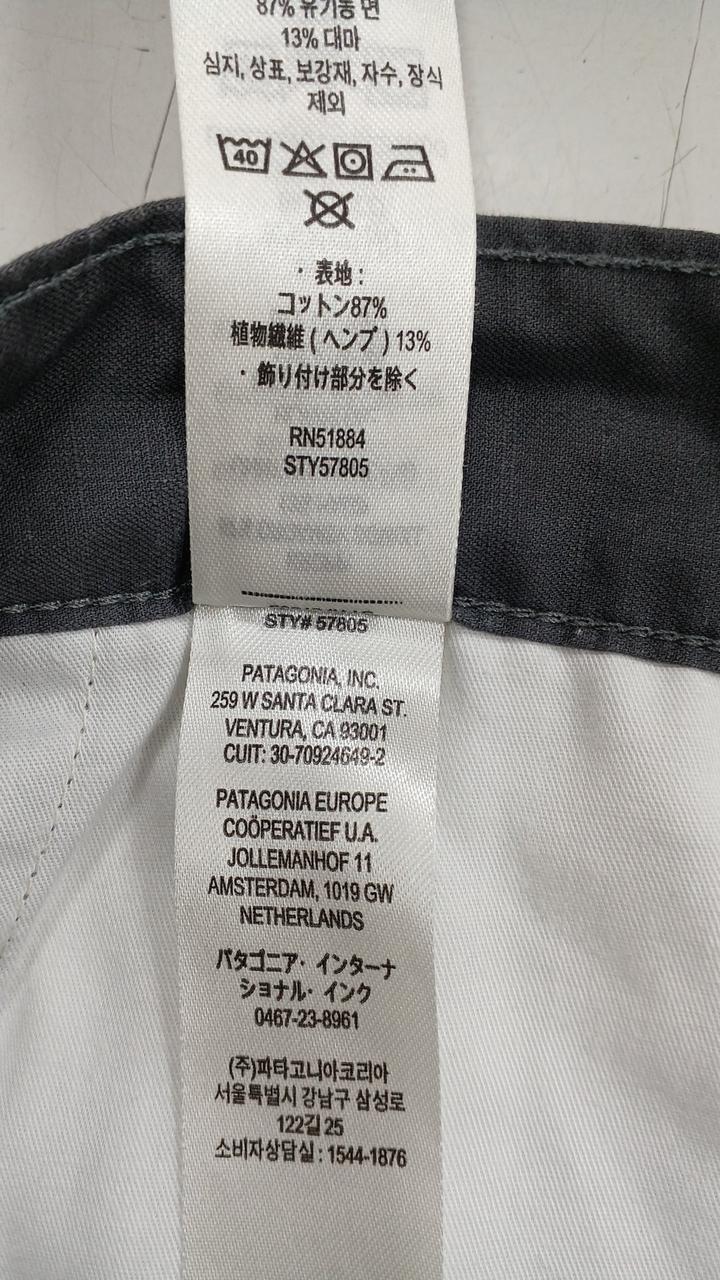 87% 유기농 면
13% 대마
심지, 상표, 보강재, 자수, 장식
제외
40
・表地 :
コットン87%
植物繊維 ( ヘンプ ) 13%
・飾り付け部分を除く
RN51884
STY57805
STY# 57805
PATAGONIA, INC.
259 W SANTA CLARA ST.
VENTURA, CA 93001
CUIT: 30-70924649-2
PATAGONIA EUROPE
COÖPERATIEF U.A.
JOLLEMANHOF 11
AMSTERDAM, 1019 GW
NETHERLANDS
パタゴニア・インターナ
ショナル・インク
0467-23-8961
(주)파타고니아코리아
서울특별시 강남구 삼성로
122길 25
소비자상담실 : 1544-1876